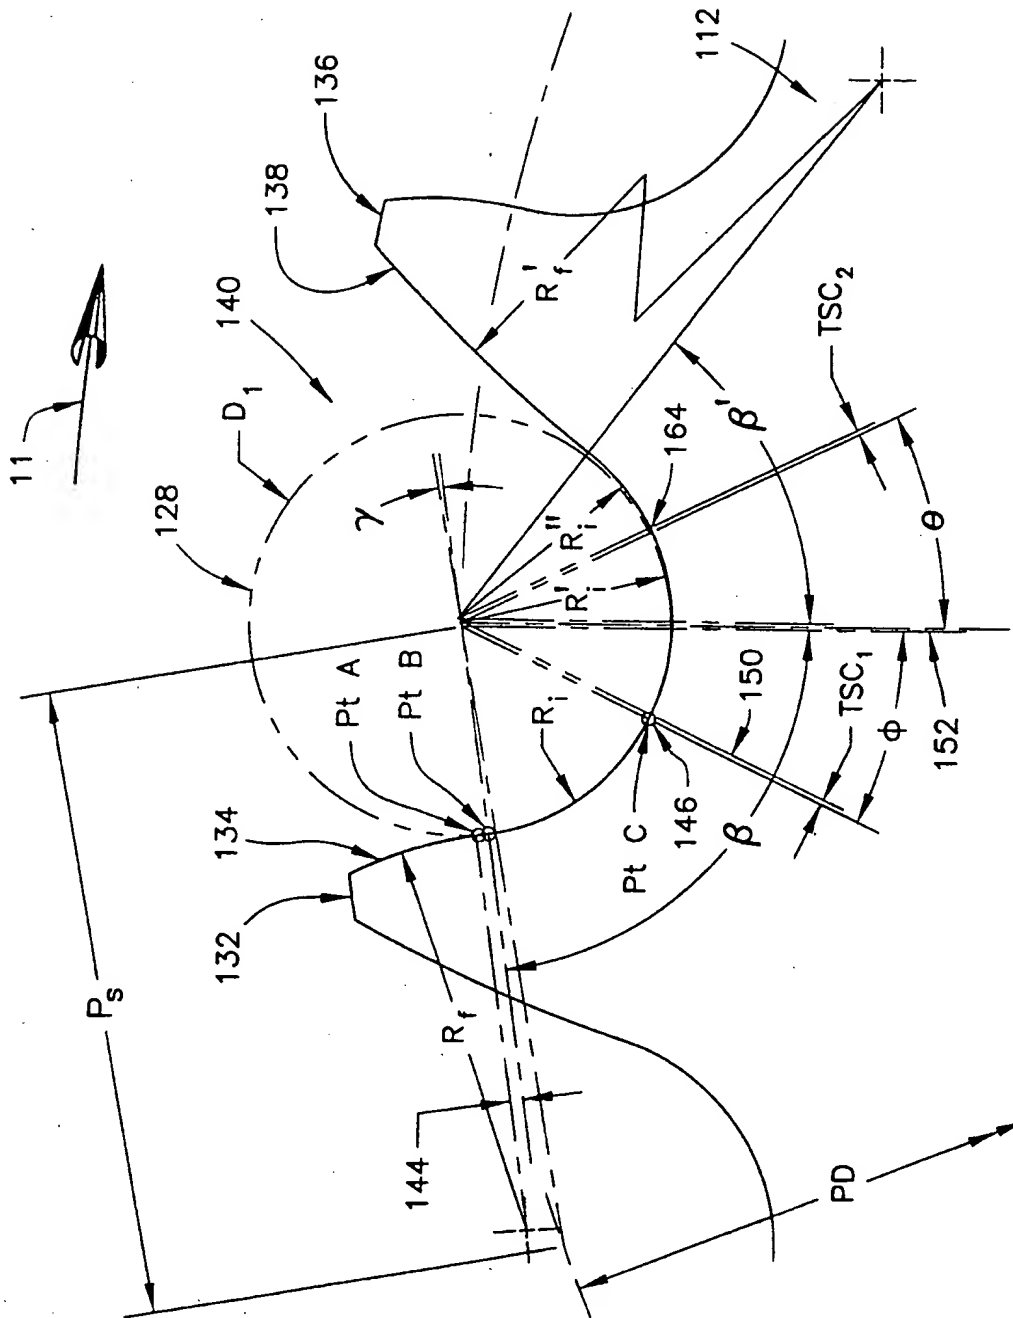 11
140
D1
128
γ
138
136
112
Ps
132
134
Pt A
Pt B
Rf
R'f
144
Ri
R'i
R''i
164
Pt C
146
150
TSC1
TSC2
β
β'
ϕ
θ
152
PD